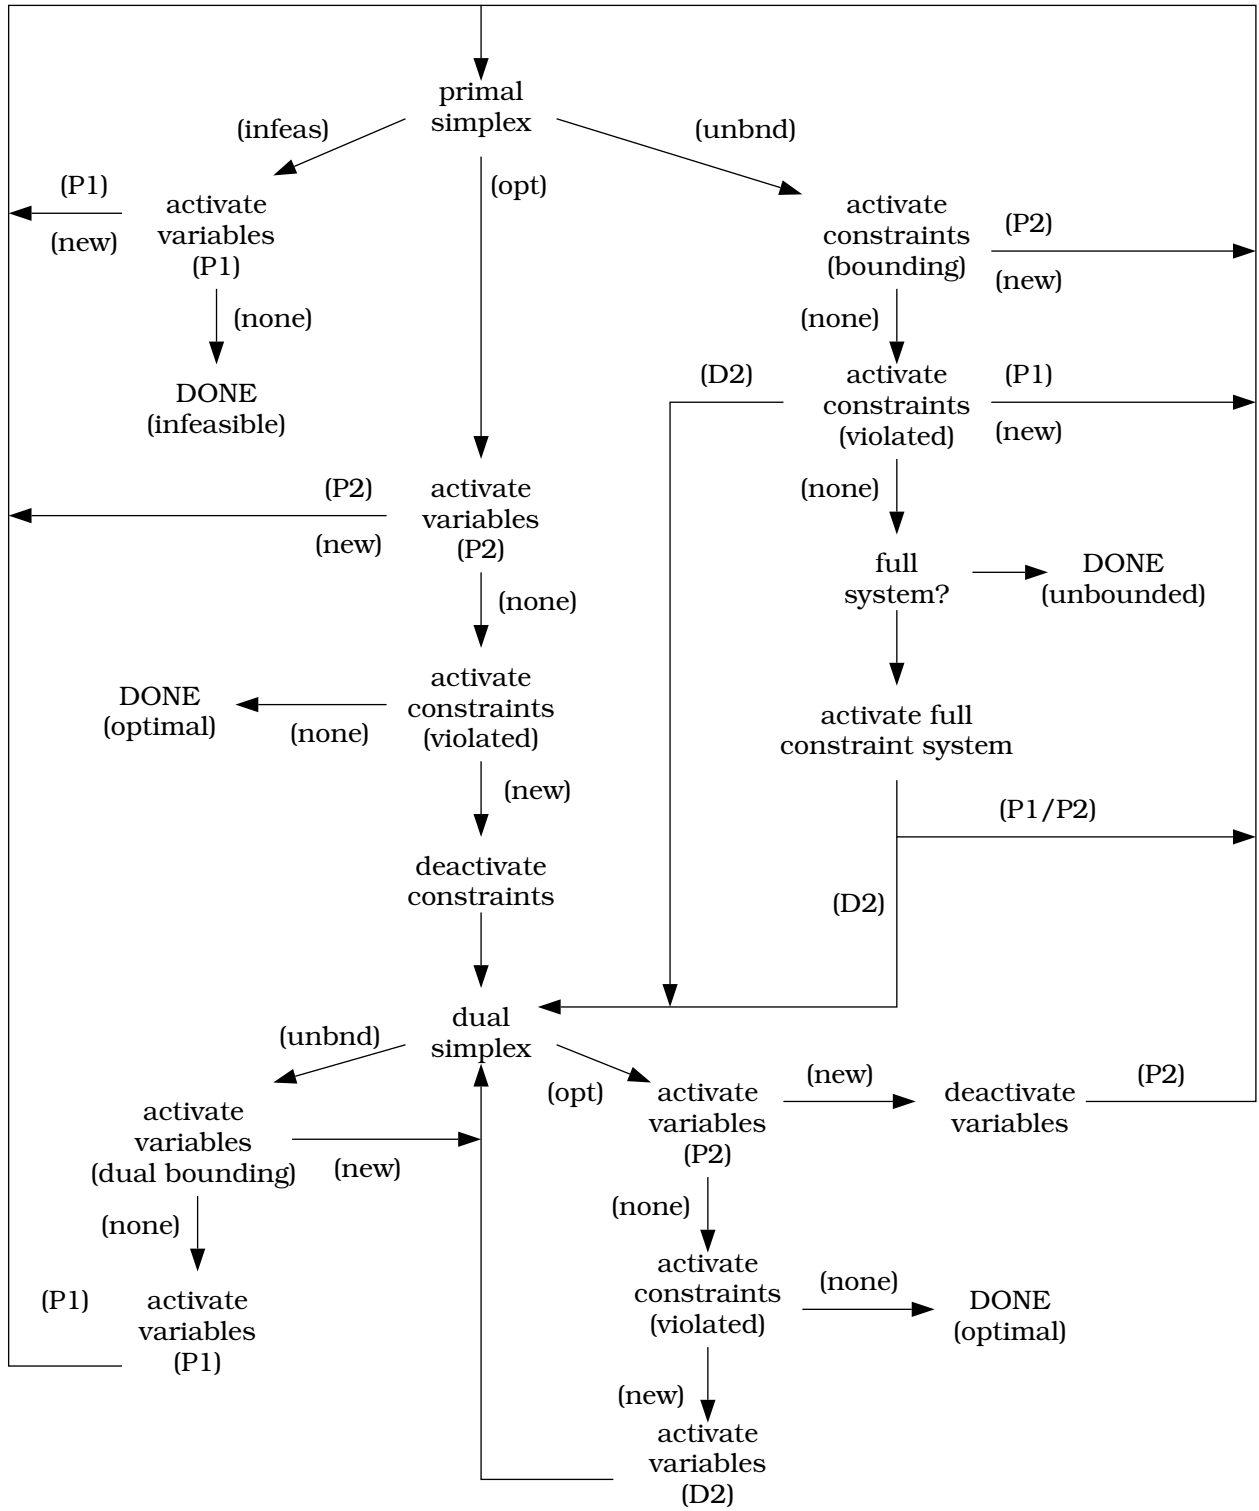 primal
simplex
(infeas)
(unbnd)
(opt)
(P1)
(new)
activate
variables
(P1)
(none)
DONE
(infeasible)
activate
constraints
(bounding)
(P2)
(new)
(none)
(D2)
activate
constraints
(violated)
(P1)
(new)
(none)
(P2)
(new)
activate
variables
(P2)
(none)
full
system?
DONE
(unbounded)
DONE
(optimal)
(none)
activate
constraints
(violated)
(new)
activate full
constraint system
(P1/P2)
(D2)
deactivate
constraints
dual
simplex
(unbnd)
(opt)
activate
variables
(dual bounding)
(new)
(none)
(P1)
activate
variables
(P1)
activate
variables
(P2)
(new)
deactivate
variables
(P2)
(none)
activate
constraints
(violated)
(none)
DONE
(optimal)
(new)
activate
variables
(D2)